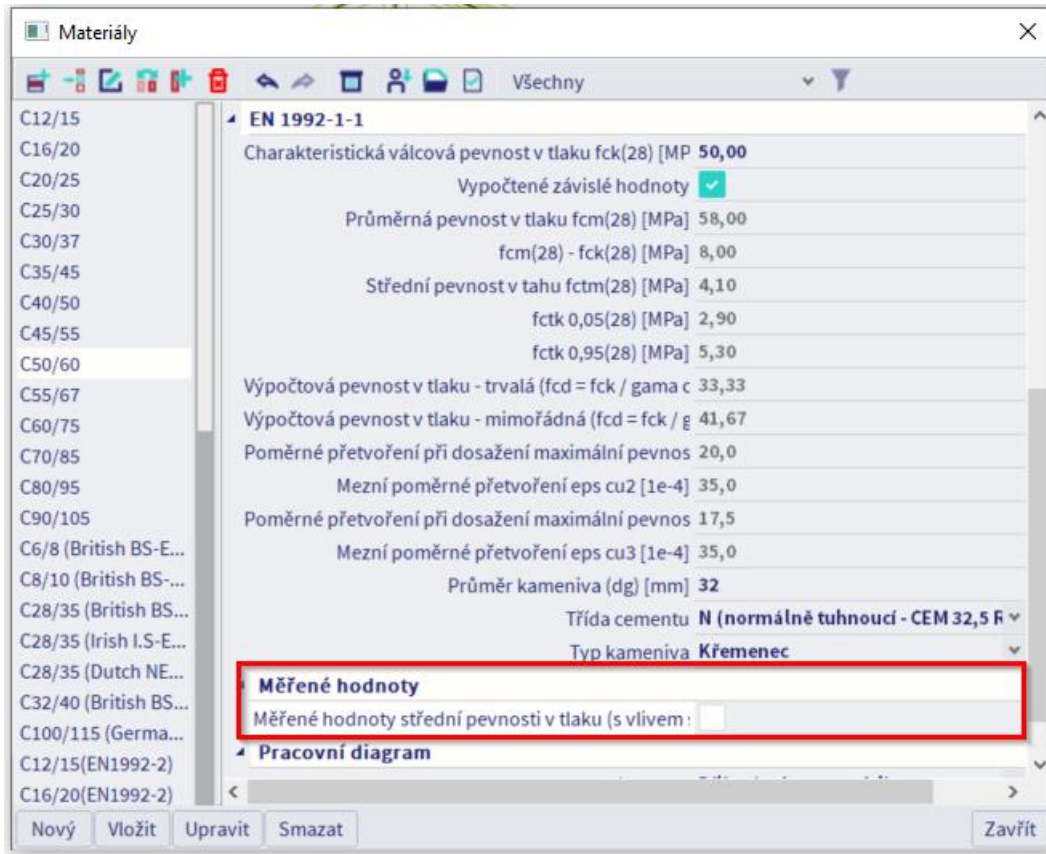 Materiály
Všechny
C12/15
C16/20
C20/25
C25/30
C30/37
C35/45
C40/50
C45/55
C50/60
C55/67
C60/75
C70/85
C80/95
C90/105
C6/8 (British BS-E...
C8/10 (British BS-...
C28/35 (British BS...
C28/35 (Irish I.S-E...
C28/35 (Dutch NE...
C32/40 (British BS...
C100/115 (Germa...
C12/15(EN1992-2)
C16/20(EN1992-2)
EN 1992-1-1
Charakteristická válcová pevnost v tlaku fck(28) [MP 50,00
Vypočtené závislé hodnoty
Průměrná pevnost v tlaku fcm(28) [MPa] 58,00
fcm(28) - fck(28) [MPa] 8,00
Střední pevnost v tahu fctm(28) [MPa] 4,10
fctk 0,05(28) [MPa] 2,90
fctk 0,95(28) [MPa] 5,30
Výpočtová pevnost v tlaku - trvalá (fcd = fck / gama c 33,33
Výpočtová pevnost v tlaku - mimořádná (fcd = fck / g 41,67
Poměrné přetvoření při dosažení maximální pevnos 20,0
Mezní poměrné přetvoření eps cu2 [1e-4] 35,0
Poměrné přetvoření při dosažení maximální pevnos 17,5
Mezní poměrné přetvoření eps cu3 [1e-4] 35,0
Průměr kameniva (dg) [mm] 32
Třída cementu N (normálně tuhnoucí - CEM 32,5 R
Typ kameniva Křemenec
Měřené hodnoty
Měřené hodnoty střední pevnosti v tlaku (s vlivem
Pracovní diagram
Nový Vložit Upravit Smazat Zavřít